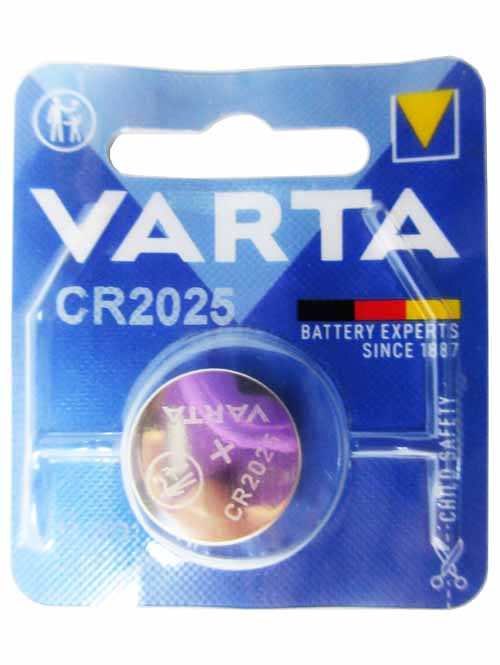 VARTA
CR2025
BATTERY EXPERTS
SINCE 1887
CHILD SAFETY
VARTA
+
CR2025